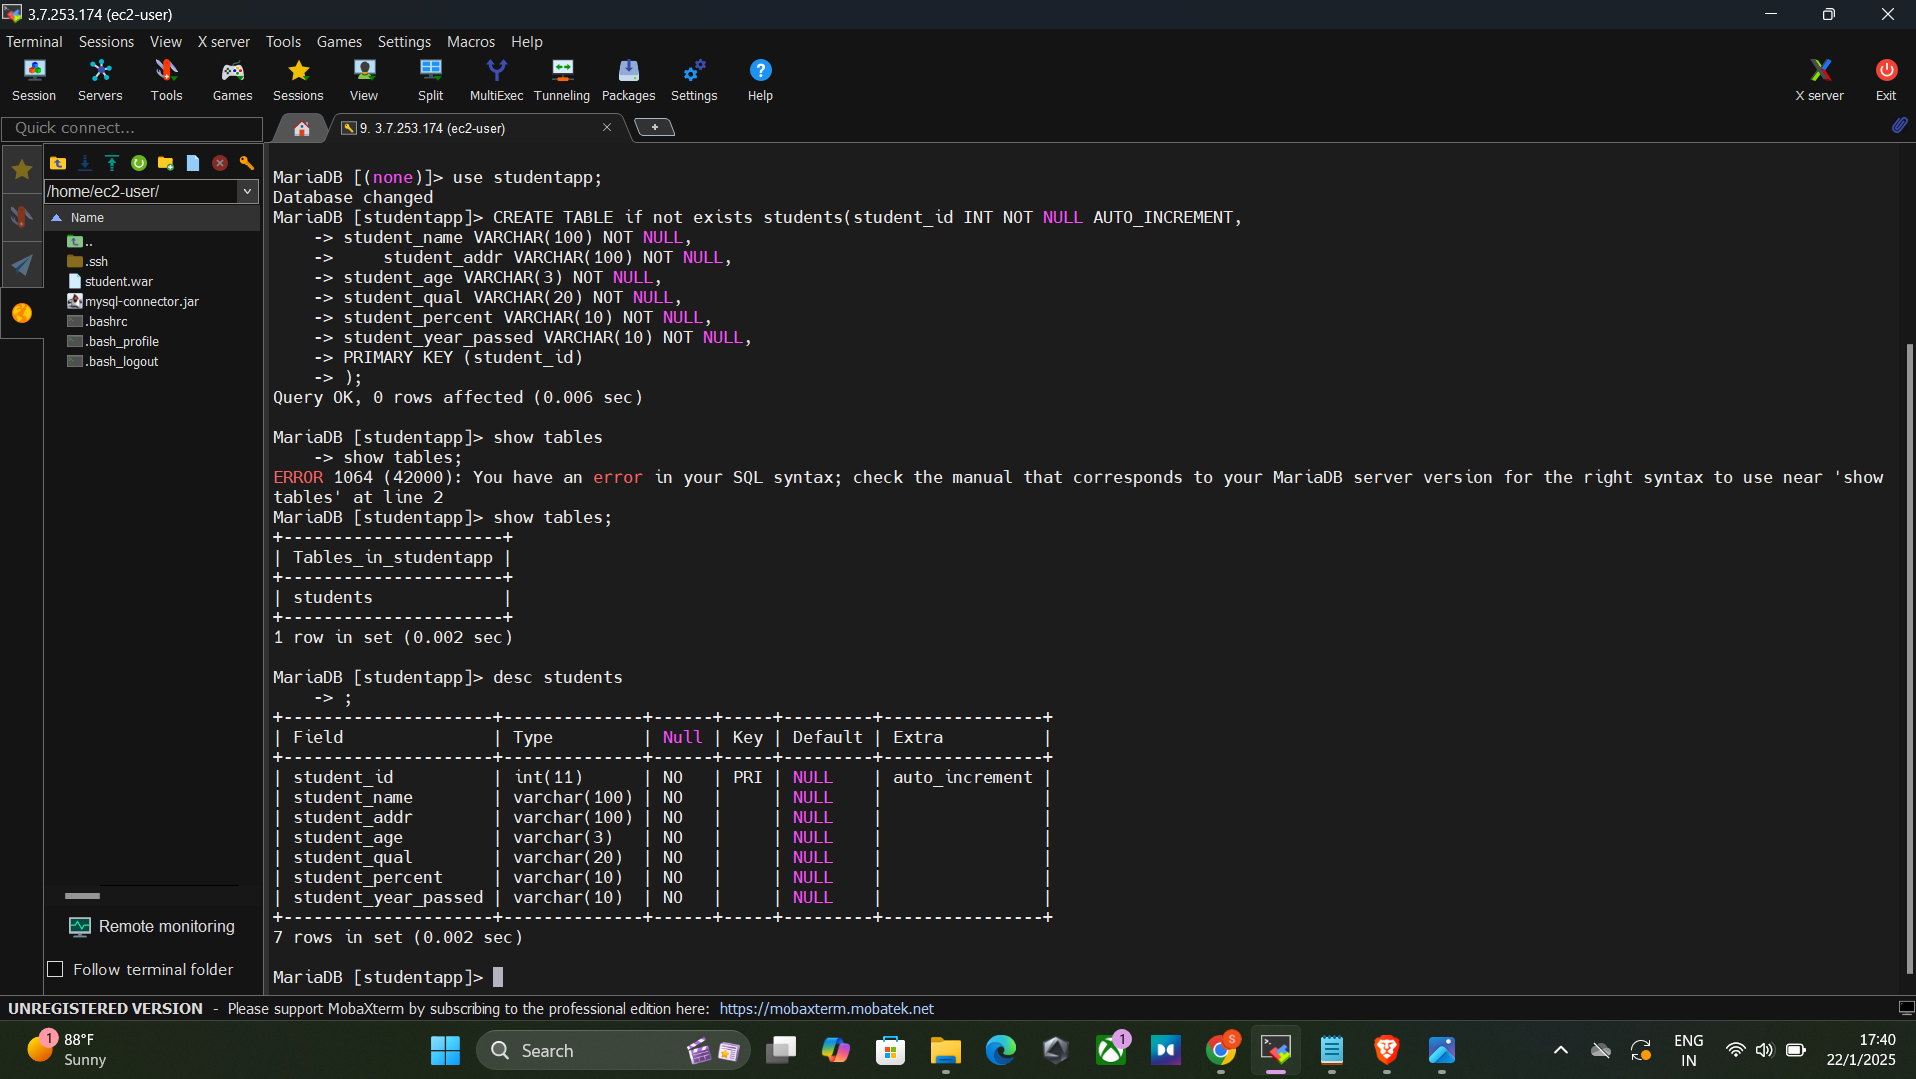 3.7.253.174 (ec2-user)
Terminal Sessions View X server Tools Games Settings Macros Help
Session Servers Tools Games Sessions View Split MultiExec Tunneling Packages Settings Help X server Exit
Quick connect...
9. 3.7.253.174 (ec2-user)
/home/ec2-user/
Name
..
.ssh
student.war
mysql-connector.jar
.bashrc
.bash_profile
.bash_logout
Remote monitoring
Follow terminal folder
MariaDB [(none)]> use studentapp;
Database changed
MariaDB [studentapp]> CREATE TABLE if not exists students(student_id INT NOT NULL AUTO_INCREMENT,
    -> student_name VARCHAR(100) NOT NULL,
    ->     student_addr VARCHAR(100) NOT NULL,
    -> student_age VARCHAR(3) NOT NULL,
    -> student_qual VARCHAR(20) NOT NULL,
    -> student_percent VARCHAR(10) NOT NULL,
    -> student_year_passed VARCHAR(10) NOT NULL,
    -> PRIMARY KEY (student_id)
    -> );
Query OK, 0 rows affected (0.006 sec)
MariaDB [studentapp]> show tables
    -> show tables;
ERROR 1064 (42000): You have an error in your SQL syntax; check the manual that corresponds to your MariaDB server version for the right syntax to use near 'show
tables' at line 2
MariaDB [studentapp]> show tables;
+----------------------+
| Tables_in_studentapp |
+----------------------+
| students             |
+----------------------+
1 row in set (0.002 sec)
MariaDB [studentapp]> desc students
    -> ;
+---------------------+--------------+------+-----+---------+----------------+
| Field               | Type         | Null | Key | Default | Extra          |
+---------------------+--------------+------+-----+---------+----------------+
| student_id          | int(11)      | NO   | PRI | NULL    | auto_increment |
| student_name        | varchar(100) | NO   |     | NULL    |                |
| student_addr        | varchar(100) | NO   |     | NULL    |                |
| student_age         | varchar(3)   | NO   |     | NULL    |                |
| student_qual        | varchar(20)  | NO   |     | NULL    |                |
| student_percent     | varchar(10)  | NO   |     | NULL    |                |
| student_year_passed | varchar(10)  | NO   |     | NULL    |                |
+---------------------+--------------+------+-----+---------+----------------+
7 rows in set (0.002 sec)
MariaDB [studentapp]>
UNREGISTERED VERSION - Please support MobaXterm by subscribing to the professional edition here: https://mobaxterm.mobatek.net
1
88°F
Sunny
Search
1
S
ENG
IN
17:40
22/1/2025